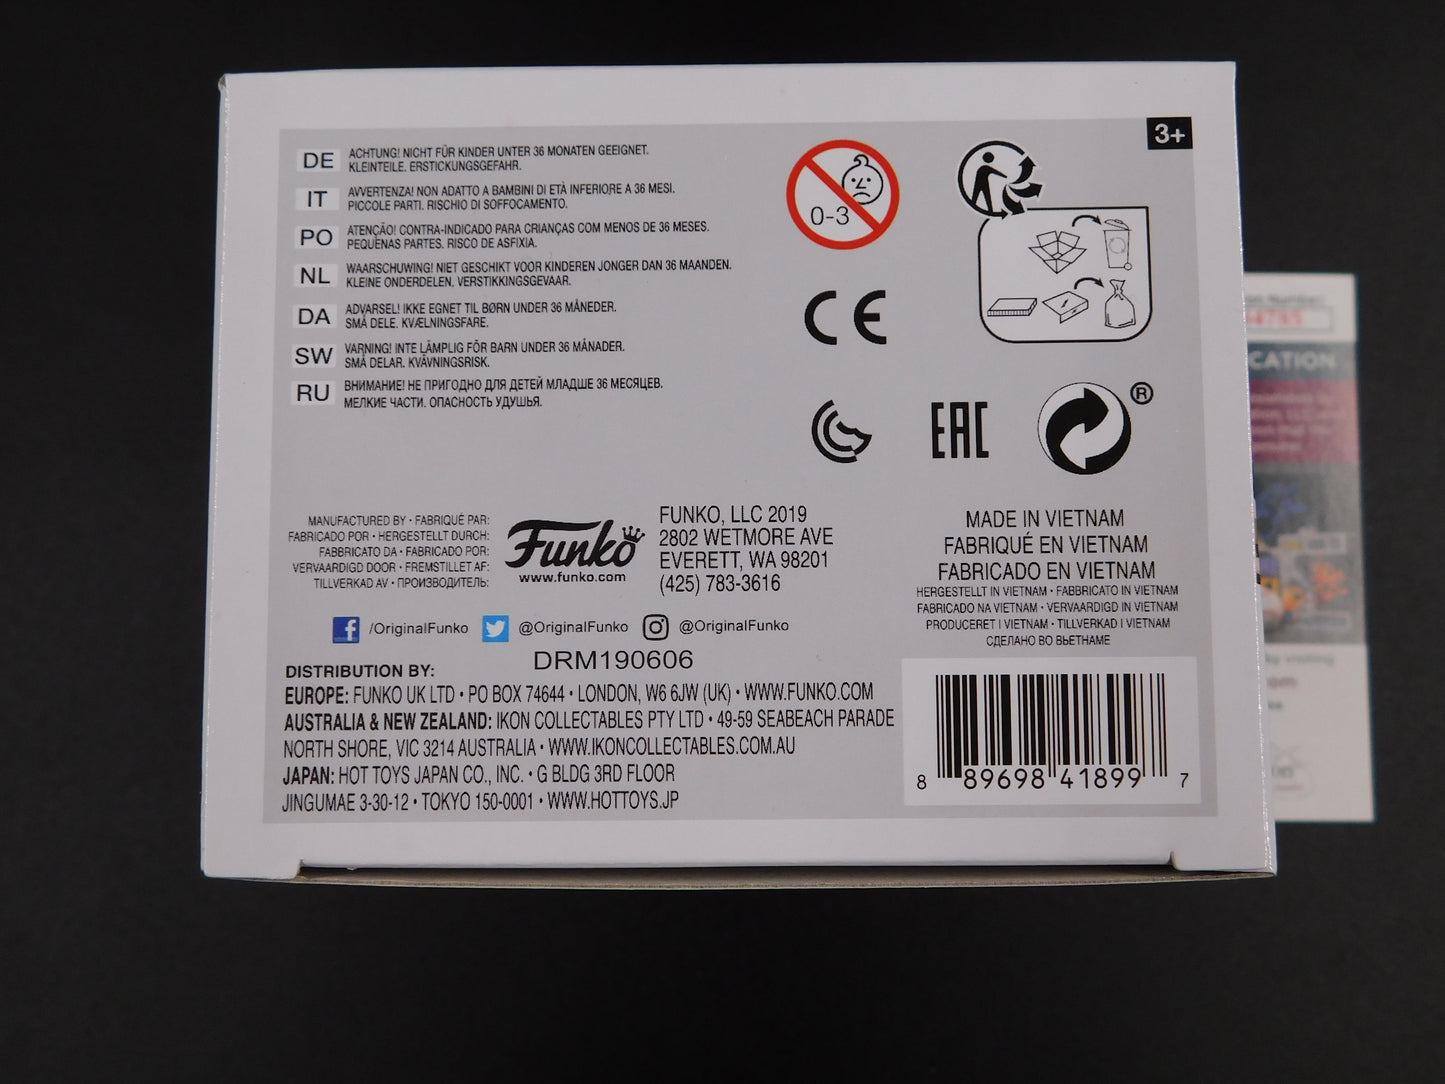 3+
DE ACHTUNG! NICHT FÜR KINDER UNTER 36 MONATEN GEEIGNET.
KLEINTEILE. ERSTICKUNGSGEFAHR.
IT AVVERTENZA! NON ADATTO A BAMBINI DI ETÀ INFERIORE A 36 MESI.
PICCOLE PARTI. RISCHIO DI SOFFOCAMENTO.
PO ATENÇÃO! CONTRA-INDICADO PARA CRIANÇAS COM MENOS DE 36 MESES.
PEQUENAS PARTES. RISCO DE ASFIXIA.
NL WAARSCHUWING! NIET GESCHIKT VOOR KINDEREN JONGER DAN 36 MAANDEN.
KLEINE ONDERDELEN. VERSTIKKINGSGEVAAR.
DA ADVARSEL! IKKE EGNET TIL BØRN UNDER 36 MÅNEDER.
SMÅ DELE. KVÆLNINGSFARE.
SW VARNING! INTE LÄMPLIG FÖR BARN UNDER 36 MÅNADER.
SMÅ DELAR. KVÄVNINGSRISK.
RU ВНИМАНИЕ! НЕ ПРИГОДНО ДЛЯ ДЕТЕЙ МЛАДШЕ 36 МЕСЯЦЕВ.
МЕЛКИЕ ЧАСТИ. ОПАСНОСТЬ УДУШЬЯ.
0-3
CE
EAC
®
MANUFACTURED BY · FABRIQUÉ PAR:
FABRICADO POR · HERGESTELLT DURCH:
FABBRICATO DA · FABRICADO POR:
VERVAARDIGD DOOR · FREMSTILLET AF:
TILLVERKAD AV · ПРОИЗВОДИТЕЛЬ:
Funko
www.funko.com
FUNKO, LLC 2019
2802 WETMORE AVE
EVERETT, WA 98201
(425) 783-3616
MADE IN VIETNAM
FABRIQUÉ EN VIETNAM
FABRICADO EN VIETNAM
HERGESTELLT IN VIETNAM · FABBRICATO IN VIETNAM
FABRICADO NA VIETNAM · VERVAARDIGD IN VIETNAM
PRODUCERET I VIETNAM · TILLVERKAD I VIETNAM
СДЕЛАНО ВО ВЬЕТНАМЕ
/OriginalFunko @OriginalFunko @OriginalFunko
DRM190606
DISTRIBUTION BY:
EUROPE: FUNKO UK LTD · PO BOX 74644 · LONDON, W6 6JW (UK) · WWW.FUNKO.COM
AUSTRALIA & NEW ZEALAND: IKON COLLECTABLES PTY LTD · 49-59 SEABEACH PARADE
NORTH SHORE, VIC 3214 AUSTRALIA · WWW.IKONCOLLECTABLES.COM.AU
JAPAN: HOT TOYS JAPAN CO., INC. · G BLDG 3RD FLOOR
JINGUMAE 3-30-12 · TOKYO 150-0001 · WWW.HOTTOYS.JP
8 89698 41899 7
CATION
by visiting